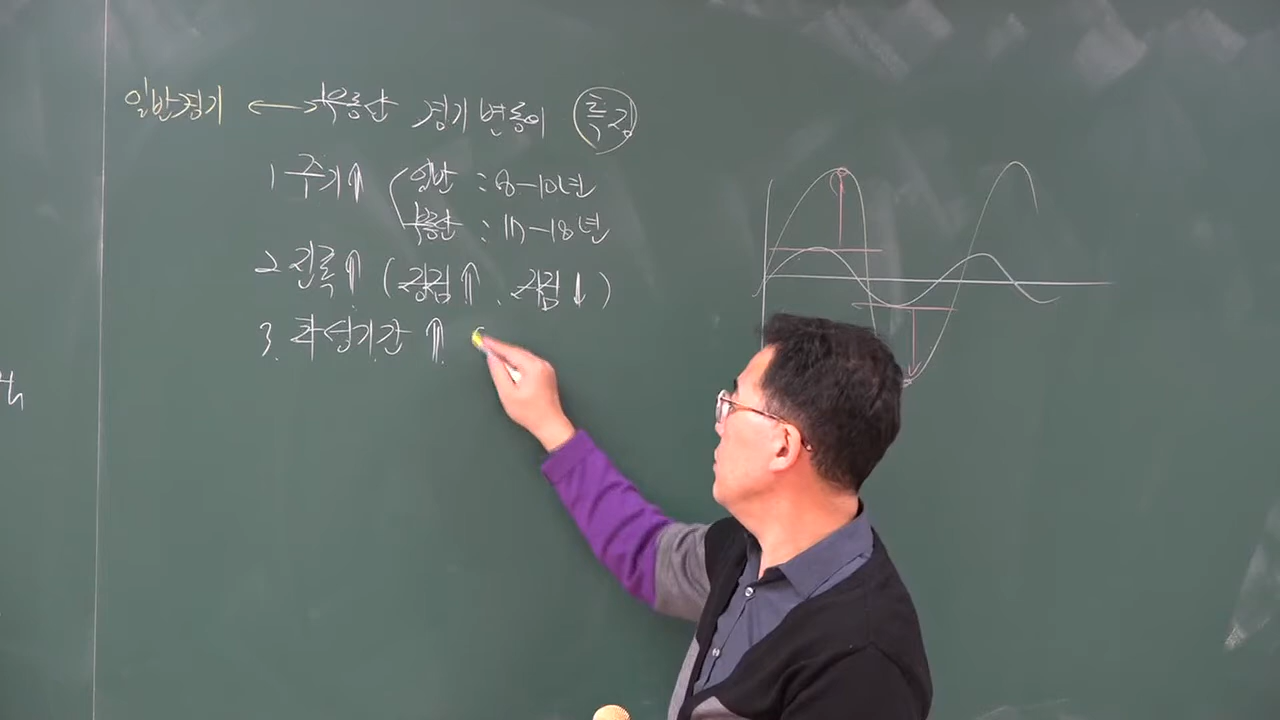 일반경기 ←→ 부동산 경기 변동의 특징
1. 주기↑ 일반 : 8-10년
부동산 : 17-18년
2. 진폭↑ (정점↑, 저점↓)
3. 확장기간 ↑